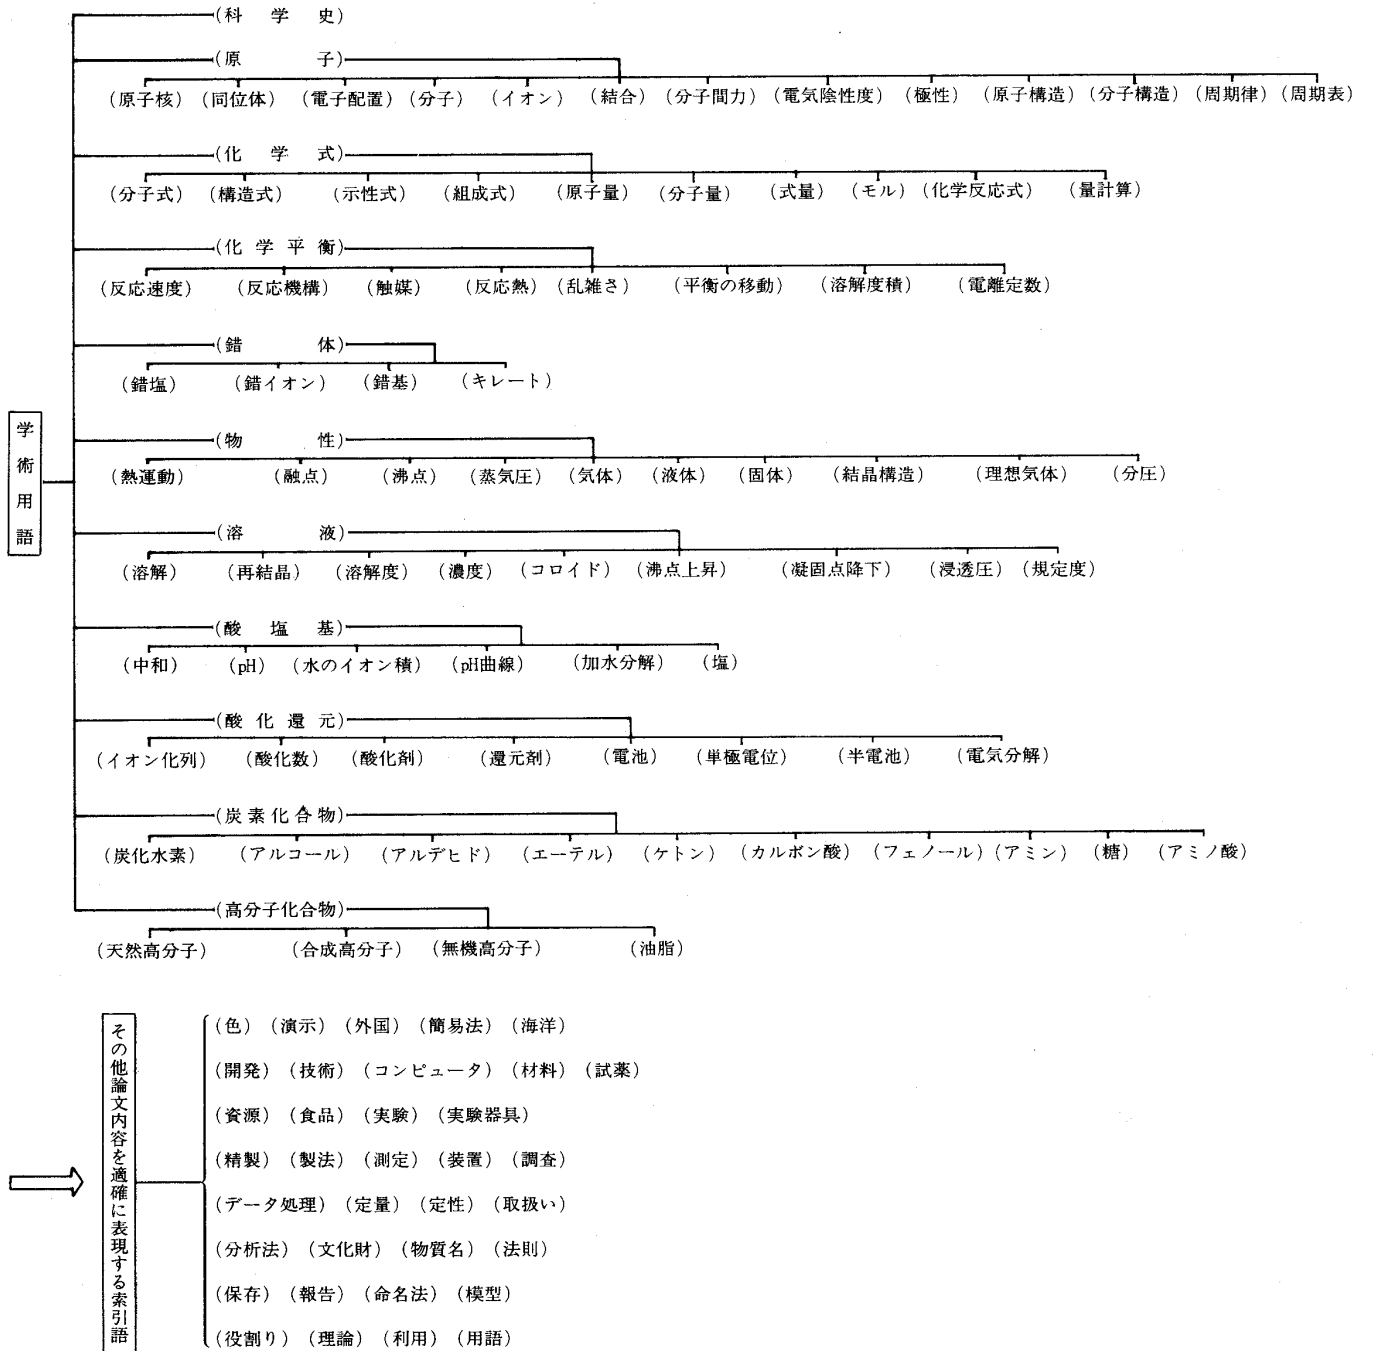 (科学史)
(原子)
(原子核) (同位体) (電子配置) (分子) (イオン) (結合) (分子間力) (電気陰性度) (極性) (原子構造) (分子構造) (周期律) (周期表)
(化学式)
(分子式) (構造式) (示性式) (組成式) (原子量) (分子量) (式量) (モル) (化学反応式) (量計算)
(化学平衡)
(反応速度) (反応機構) (触媒) (反応熱) (乱雑さ) (平衡の移動) (溶解度積) (電離定数)
(錯体)
(錯塩) (錯イオン) (錯基) (キレート)
学術用語
(物性)
(熱運動) (融点) (沸点) (蒸気圧) (気体) (液体) (固体) (結晶構造) (理想気体) (分圧)
(溶液)
(溶解) (再結晶) (溶解度) (濃度) (コロイド) (沸点上昇) (凝固点降下) (浸透圧) (規定度)
(酸塩基)
(中和) (pH) (水のイオン積) (pH曲線) (加水分解) (塩)
(酸化還元)
(イオン化列) (酸化数) (酸化剤) (還元剤) (電池) (単極電位) (半電池) (電気分解)
(炭素化合物)
(炭化水素) (アルコール) (アルデヒド) (エーテル) (ケトン) (カルボン酸) (フェノール) (アミン) (糖) (アミノ酸)
(高分子化合物)
(天然高分子) (合成高分子) (無機高分子) (油脂)
その他論文内容を適確に表現する索引語
(色) (演示) (外国) (簡易法) (海洋)
(開発) (技術) (コンピュータ) (材料) (試薬)
(資源) (食品) (実験) (実験器具)
(精製) (製法) (測定) (装置) (調査)
(データ処理) (定量) (定性) (取扱い)
(分析法) (文化財) (物質名) (法則)
(保存) (報告) (命名法) (模型)
(役割り) (理論) (利用) (用語)